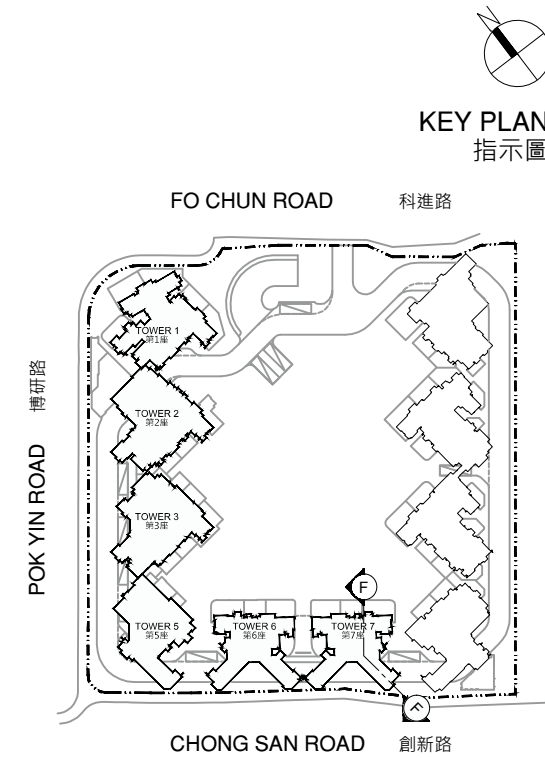 KEY PLAN
指示圖
FO CHUN ROAD 科進路
POK YIN ROAD 博研路
TOWER 1
第1座
TOWER 2
第2座
TOWER 3
第3座
TOWER 5
第5座
TOWER 6
第6座
TOWER 7
第7座
F
F
CHONG SAN ROAD 創新路